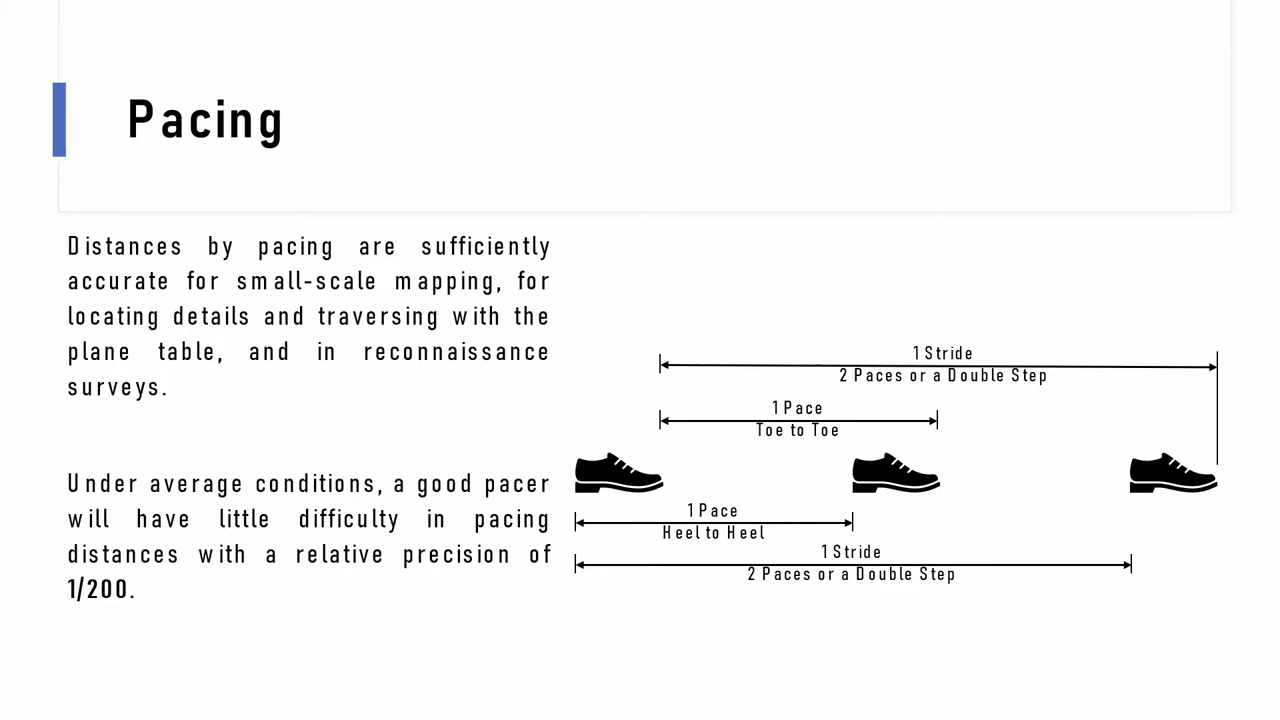 Pacing
Distances by pacing are sufficiently
accurate for small-scale mapping, for
locating details and traversing with the
plane table, and in reconnaissance
surveys.
Under average conditions, a good pacer
will have little difficulty in pacing
distances with a relative precision of
1/200.
1 Stride
2 Paces or a Double Step
1 Pace
Toe to Toe
1 Pace
Heel to Heel
1 Stride
2 Paces or a Double Step